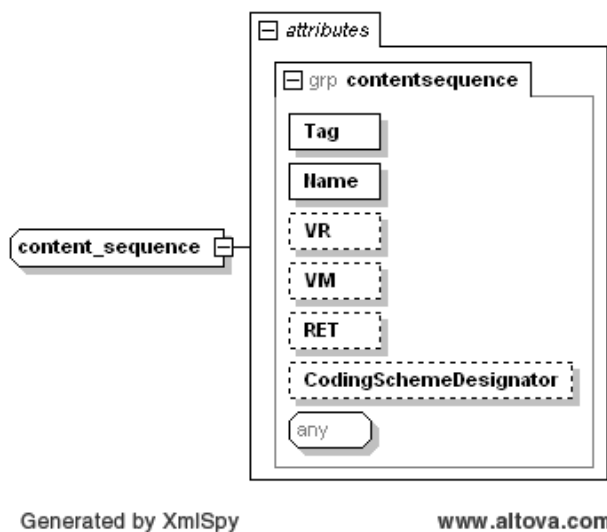 attributes
grp contentsequence
Tag
Name
content_sequence
VR
VM
RET
CodingSchemeDesignator
any
Generated by XmlSpy www.altova.com